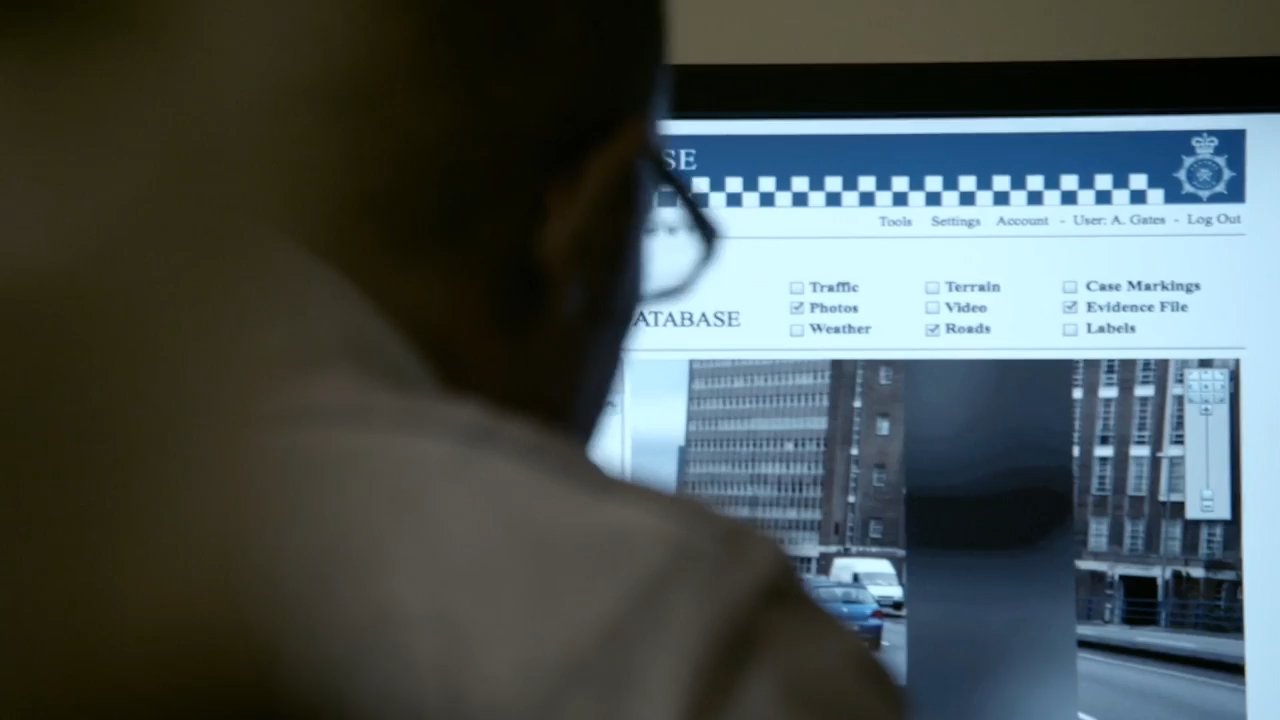 SE
Tools Settings Account - User: A. Gates - Log Out
Traffic Terrain Case Markings
Photos Video Evidence File
ATABASE
Weather Roads Labels